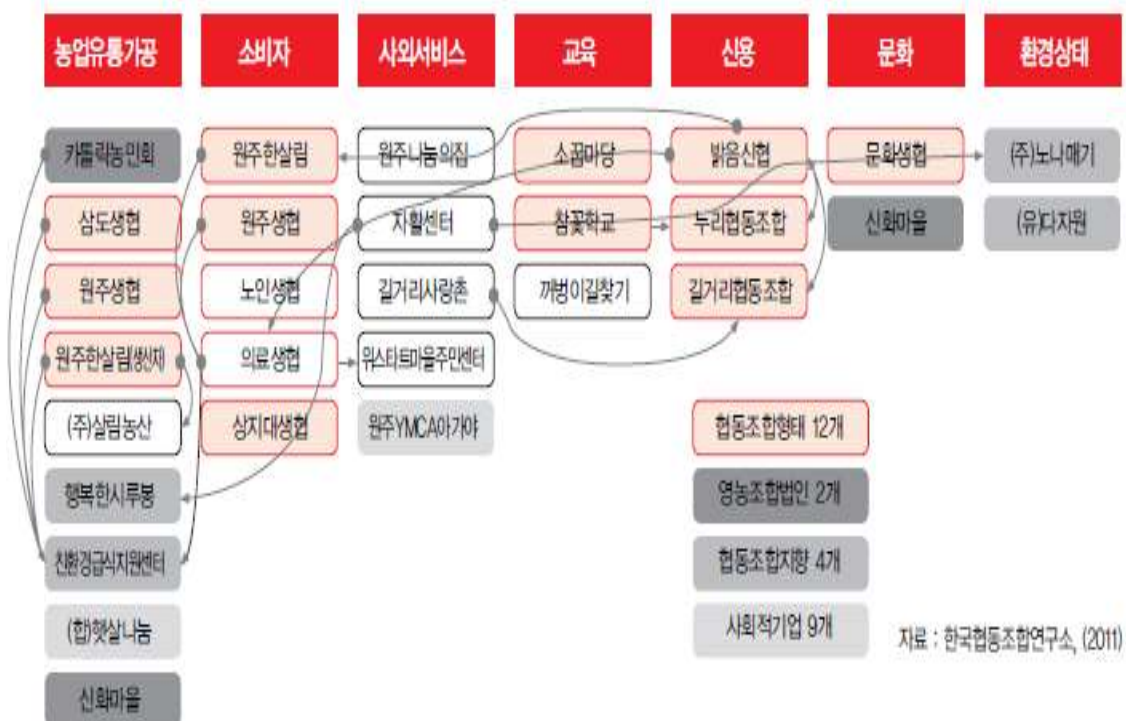 농업유통가공
소비자
사외서비스
교육
신용
문화
환경상태
카톨릭농민회
원주한살림
원주나눔의집
소꿈마당
밝음신협
문화생협
(주)노나매기
삼도생협
원주생협
자활센터
참꽃학교
누리협동조합
신화마을
(유)다자원
원주생협
노인생협
길거리사랑촌
꺼벙이길찾기
길거리협동조합
원주한살림(생산자)
의료생협
위스타트마을주민센터
(주)살림농산
상지대생협
원주YMCA아가야
협동조합형태 12개
행복한시루봉
영농조합법인 2개
친환경급식지원센터
협동조합지향 4개
(합)햇살나눔
사회적기업 9개
자료 : 한국협동조합연구소, (2011)
신화마을